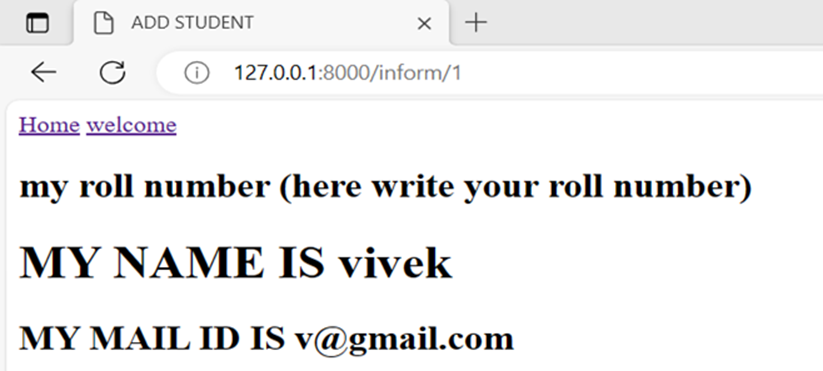 ADD STUDENT
127.0.0.1:8000/inform/1
Home welcome
my roll number (here write your roll number)
MY NAME IS vivek
MY MAIL ID IS v@gmail.com